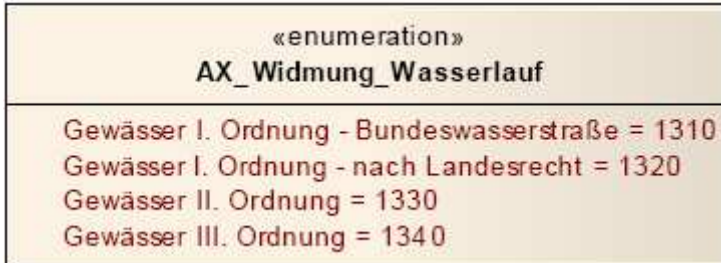 «enumeration»
AX_Widmung_Wasserlauf
Gewässer I. Ordnung - Bundeswasserstraße = 1310
Gewässer I. Ordnung - nach Landesrecht = 1320
Gewässer II. Ordnung = 1330
Gewässer III. Ordnung = 1340